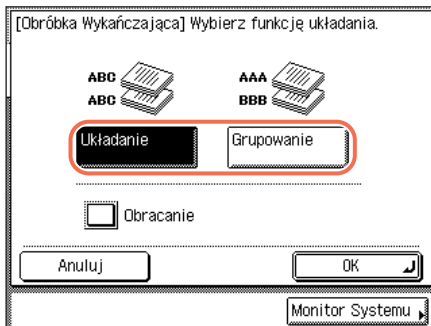 [Obróbka Wykańczająca] Wybierz funkcję układania.
ABC AAA
ABC BBB
Układanie Grupowanie
Obracanie
Anuluj OK
Monitor Systemu